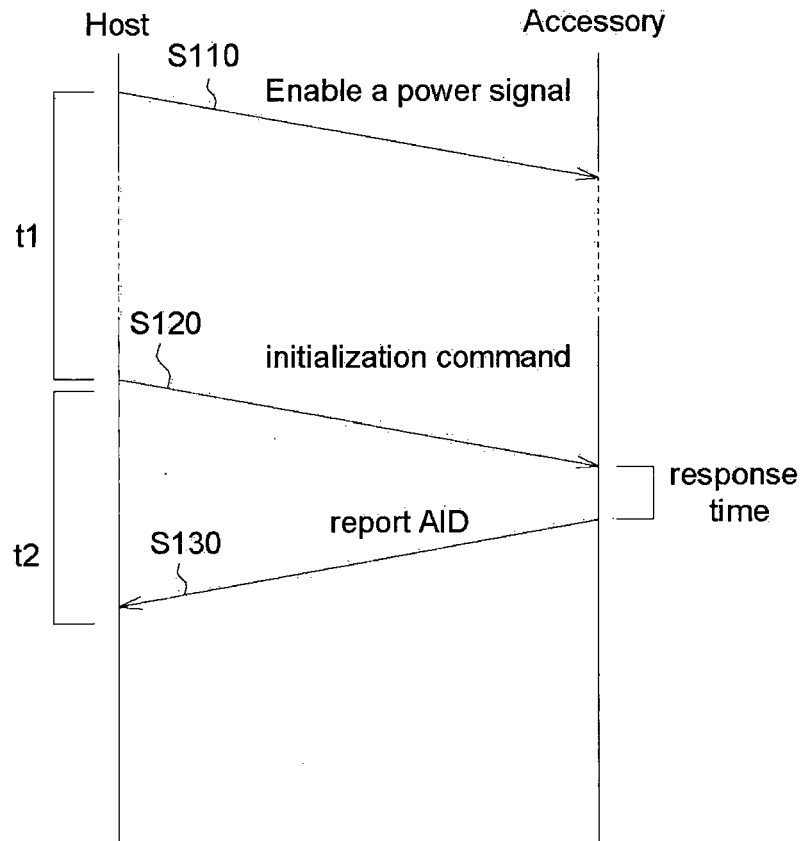 Host
Accessory
S110
Enable a power signal
t1
S120
initialization command
response
time
report AID
S130
t2